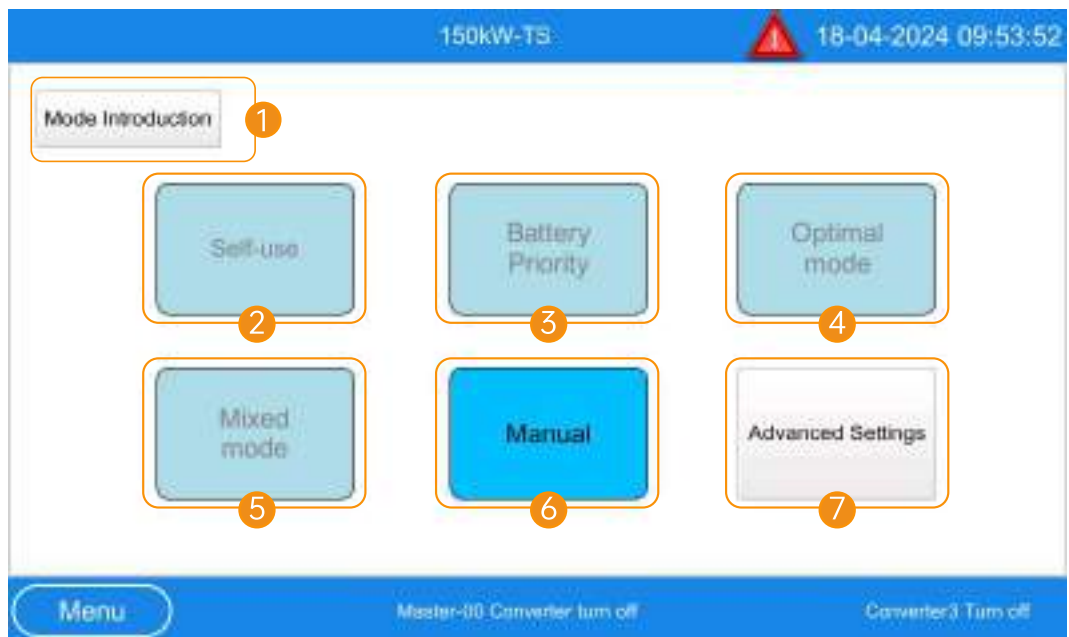 150kW-TS
18-04-2024 09:53:52
Mode Introduction
1
Self-use
2
Battery
Priority
3
Optimal
mode
4
Mixed
mode
5
Manual
6
Advanced Settings
7
Menu
Master-00 Converter turn off
Converter3 Turn off